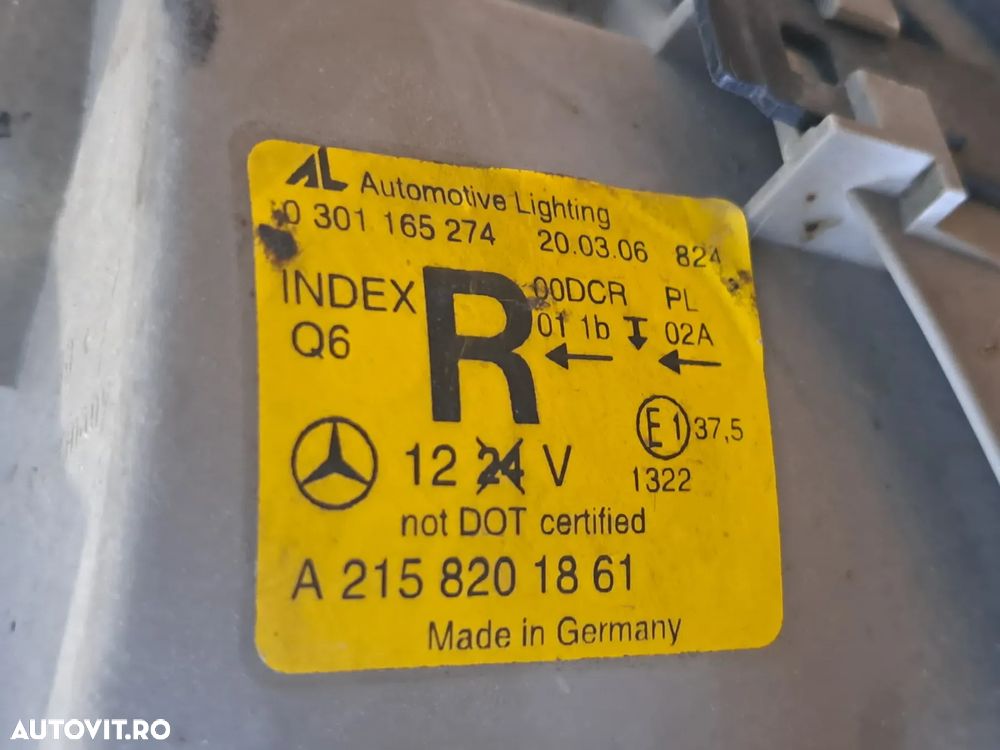 AL Automotive Lighting
0 301 165 274 20.03.06 824
INDEX R 00DCR PL
Q6 01 1b 02A
E1 37,5
12 24 V 1322
not DOT certified
A 215 820 18 61
Made in Germany
AUTOVIT.RO